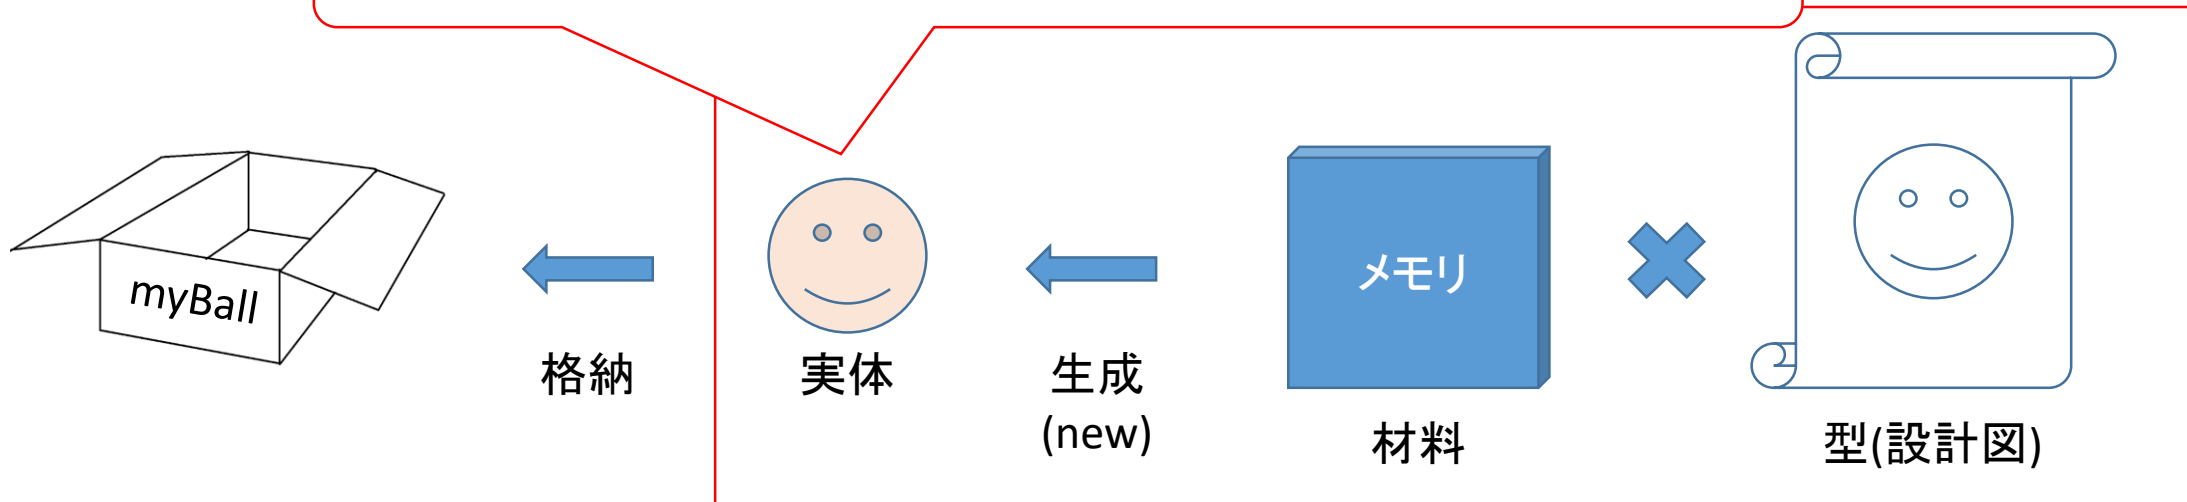 myBall
格納
実体
生成
(new)
メモリ
材料
型(設計図)